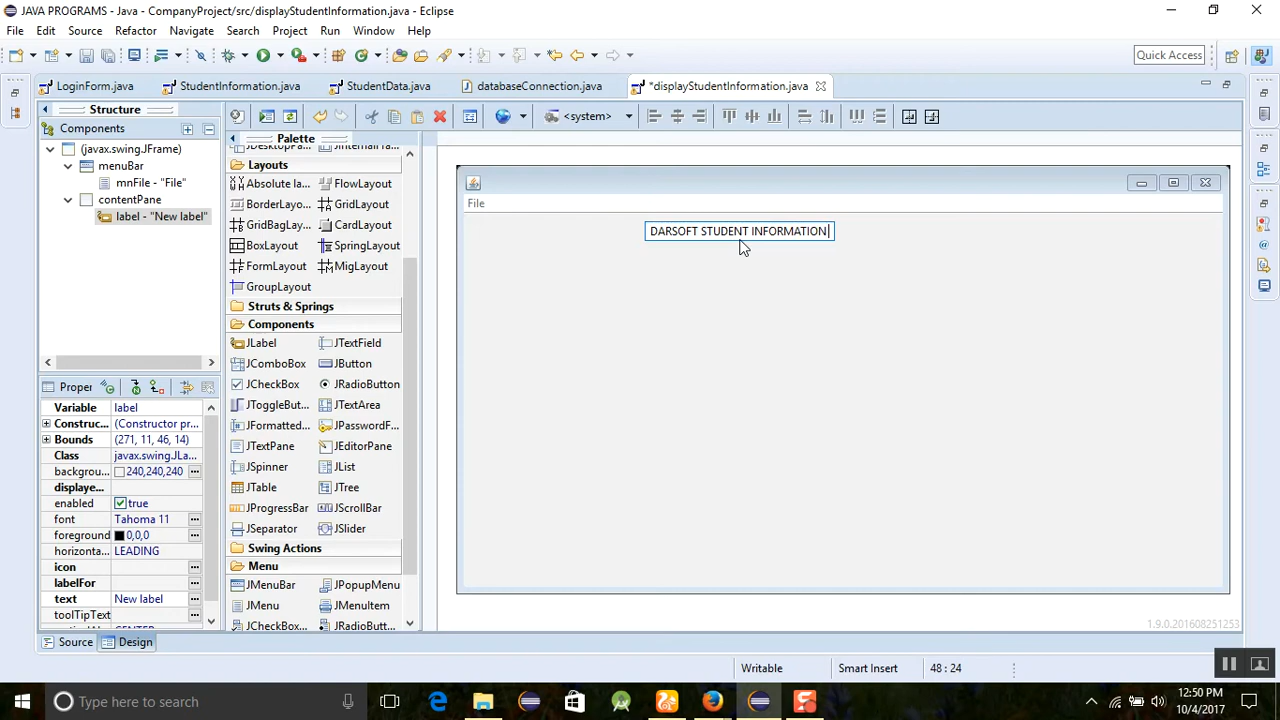 JAVA PROGRAMS - Java - CompanyProject/src/displayStudentInformation.java - Eclipse
File Edit Source Refactor Navigate Search Project Run Window Help
Quick Access
LoginForm.java StudentInformation.java StudentData.java databaseConnection.java *displayStudentInformation.java
Structure
Components
(javax.swing.JFrame)
menuBar
mnFile - "File"
contentPane
label - "New label"
Palette
<system>
Layouts
Absolute la... FlowLayout
BorderLayo... GridLayout
GridBagLay... CardLayout
BoxLayout SpringLayout
FormLayout MigLayout
GroupLayout
Struts & Springs
Components
JLabel JTextField
JComboBox JButton
JCheckBox JRadioButton
JToggleBut... JTextArea
JFormatted... JPasswordF...
JTextPane JEditorPane
JSpinner JList
JTable JTree
JProgressBar JScrollBar
JSeparator JSlider
Swing Actions
Menu
JMenuBar JPopupMenu
JMenu JMenuItem
JCheckBox... JRadioButt...
File
DARSOFT STUDENT INFORMATION
Proper
Variable label
Construc... (Constructor pr...
Bounds (271, 11, 46, 14)
Class javax.swing.JLa...
backgrou... 240,240,240
displaye...
enabled true
font Tahoma 11
foreground 0,0,0
horizonta... LEADING
icon
labelFor
text New label
toolTipText
1.9.0.201608251253
Source Design
Writable Smart Insert 48 : 24
Type here to search
12:50 PM
10/4/2017